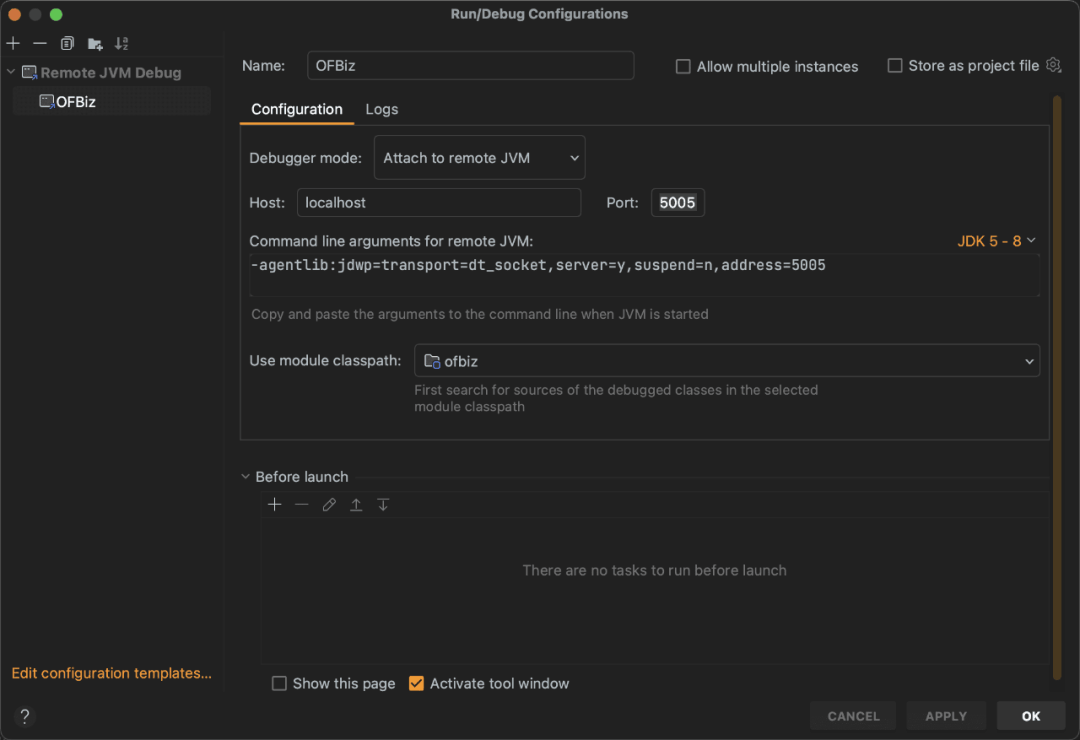 Run/Debug Configurations
Remote JVM Debug
OFBiz
Edit configuration templates...
?
Name: OFBiz
Allow multiple instances
Store as project file
Configuration Logs
Debugger mode: Attach to remote JVM
Host: localhost Port: 5005
Command line arguments for remote JVM: JDK 5 - 8
-agentlib:jdwp=transport=dt_socket,server=y,suspend=n,address=5005
Copy and paste the arguments to the command line when JVM is started
Use module classpath: ofbiz
First search for sources of the debugged classes in the selected
module classpath
Before launch
There are no tasks to run before launch
Show this page Activate tool window
CANCEL APPLY OK